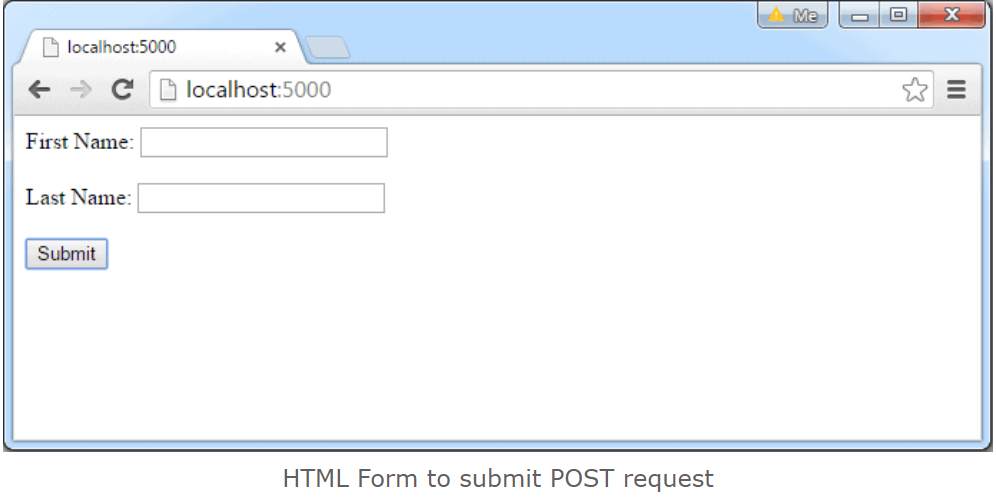 Me
localhost:5000
localhost:5000
First Name:
Last Name:
Submit
HTML Form to submit POST request